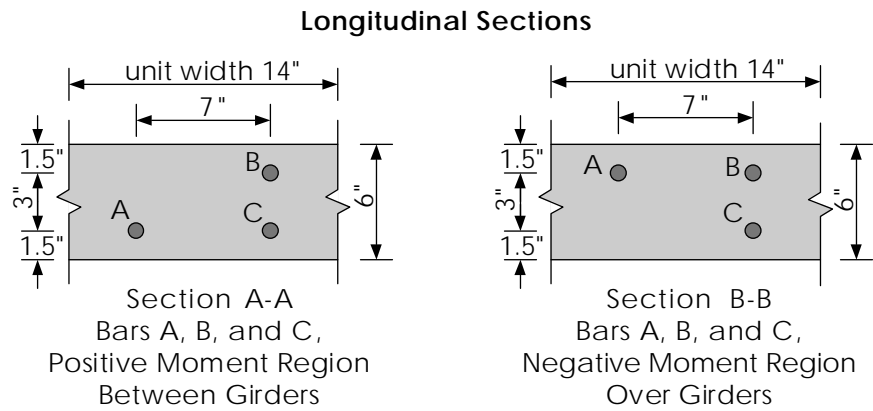 Longitudinal Sections
unit width 14"
7"
1.5"
3"
1.5"
6"
A
B
C
Section A-A
Bars A, B, and C,
Positive Moment Region
Between Girders
unit width 14"
7"
1.5"
3"
1.5"
6"
A
B
C
Section B-B
Bars A, B, and C,
Negative Moment Region
Over Girders